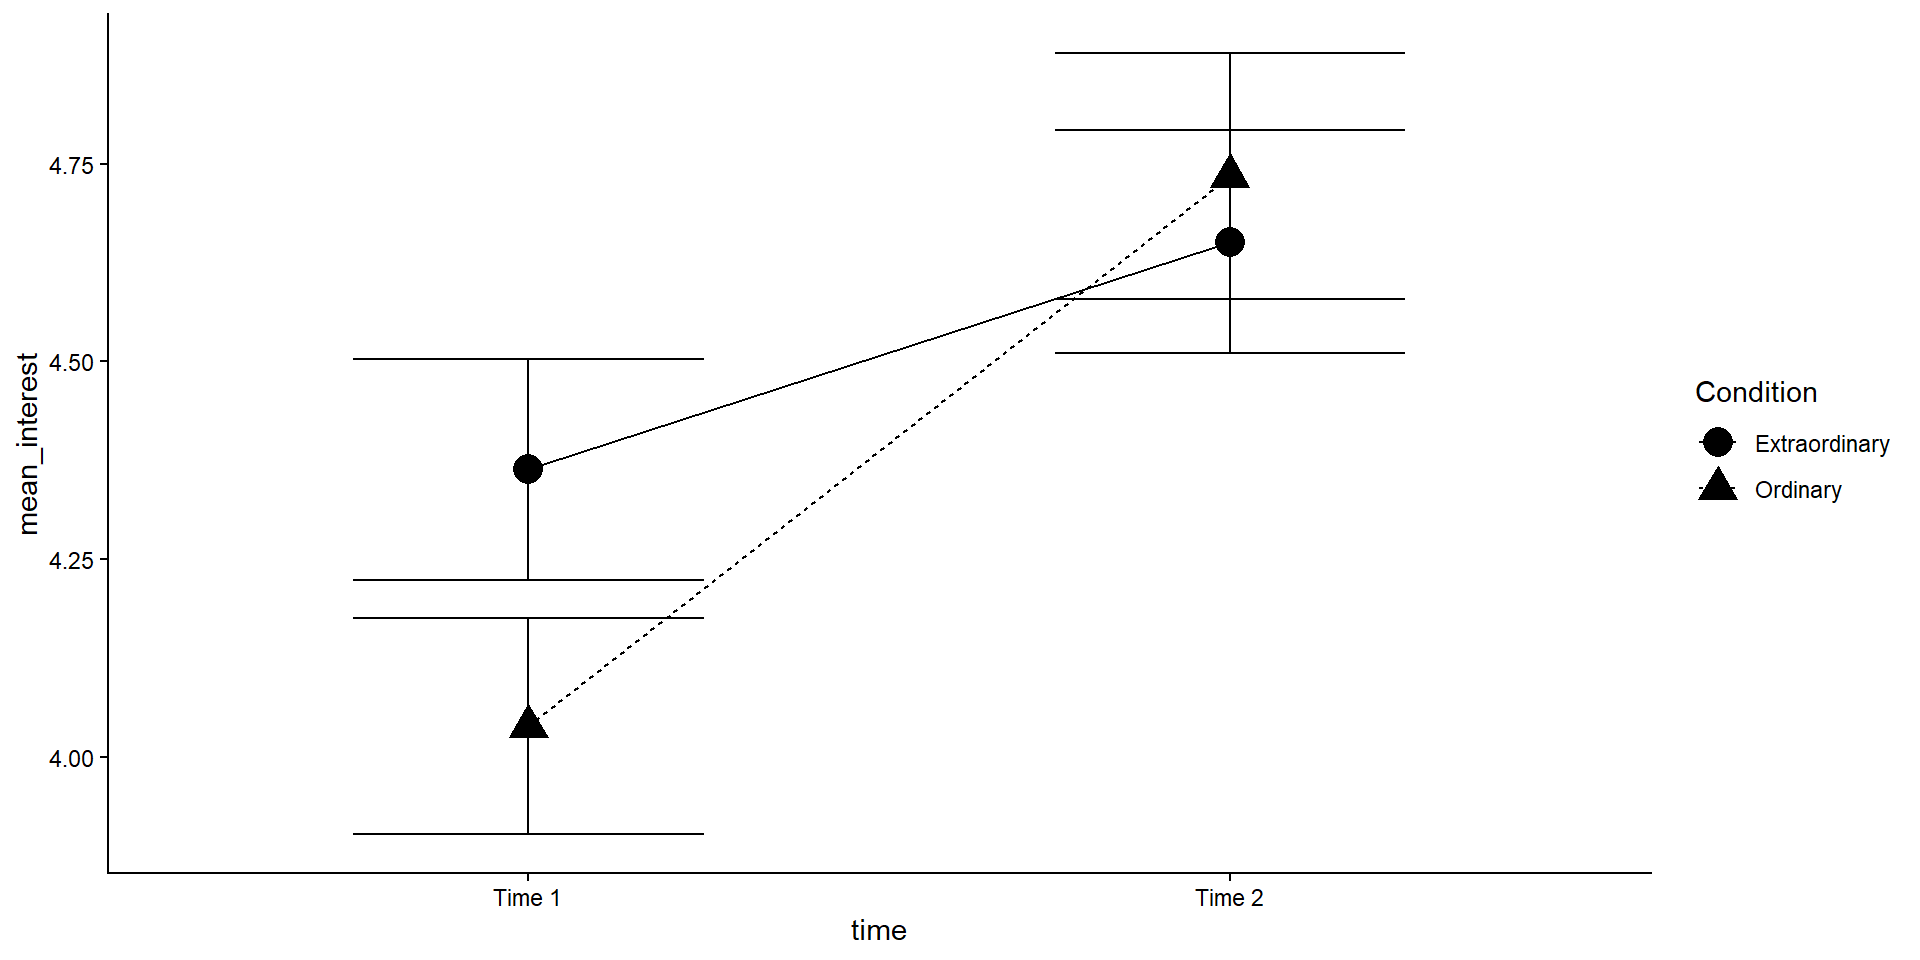 mean_interest
4.75
4.50
4.25
4.00
Time 1
Time 2
time
Condition
Extraordinary
Ordinary